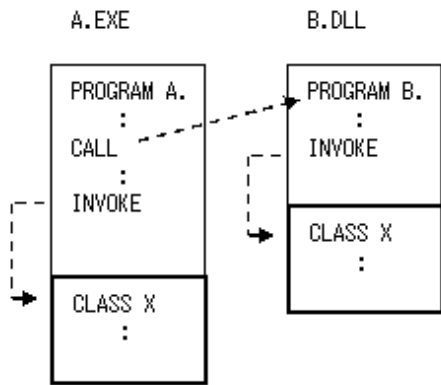 A.EXE
PROGRAM A.
:
CALL
:
INVOKE
CLASS X
:
B.DLL
PROGRAM B.
:
INVOKE
CLASS X
: